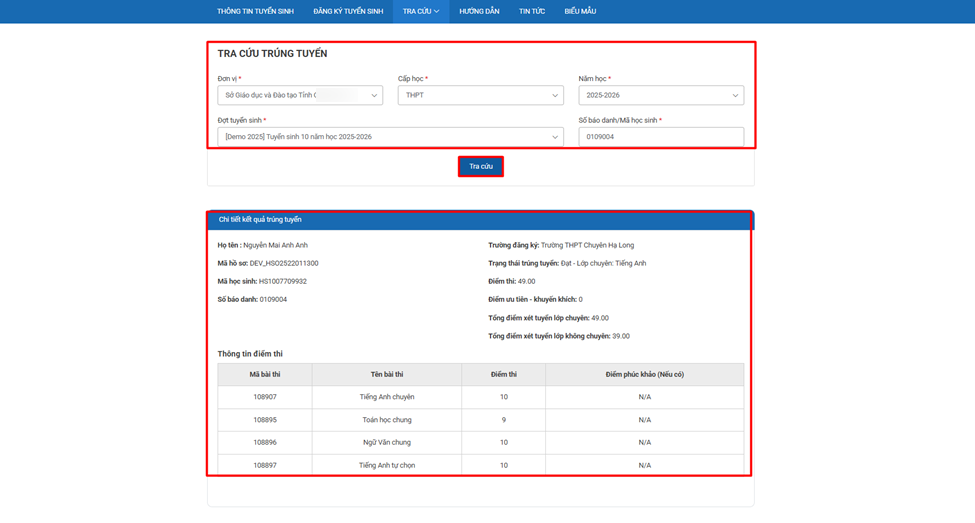 THÔNG TIN TUYỂN SINH ĐĂNG KÝ TUYỂN SINH TRA CỨU HƯỚNG DẪN TIN TỨC BIỂU MẪU
TRA CỨU TRÚNG TUYỂN
Đơn vị * Cấp học * Năm học *
Sở Giáo dục và Đào tạo Tỉnh THPT 2025-2026
Đợt tuyển sinh * Số báo danh/Mã học sinh *
[Demo 2025] Tuyển sinh 10 năm học 2025-2026 0109004
Tra cứu
Chi tiết kết quả trúng tuyển
Họ tên : Nguyễn Mai Anh Anh Trường đăng ký: Trường THPT Chuyên Hạ Long
Mã hồ sơ: DEV_HSO2522011300 Trạng thái trúng tuyển: Đạt - Lớp chuyên: Tiếng Anh
Mã học sinh: HS1007709932 Điểm thi: 49.00
Số báo danh: 0109004 Điểm ưu tiên - khuyến khích: 0
Tổng điểm xét tuyển lớp chuyên: 49.00
Tổng điểm xét tuyển lớp không chuyên: 39.00
Thông tin điểm thi
Mã bài thi Tên bài thi Điểm thi Điểm phúc khảo (Nếu có)
108907 Tiếng Anh chuyên 10 N/A
108895 Toán học chung 9 N/A
108896 Ngữ Văn chung 10 N/A
108897 Tiếng Anh tự chọn 10 N/A